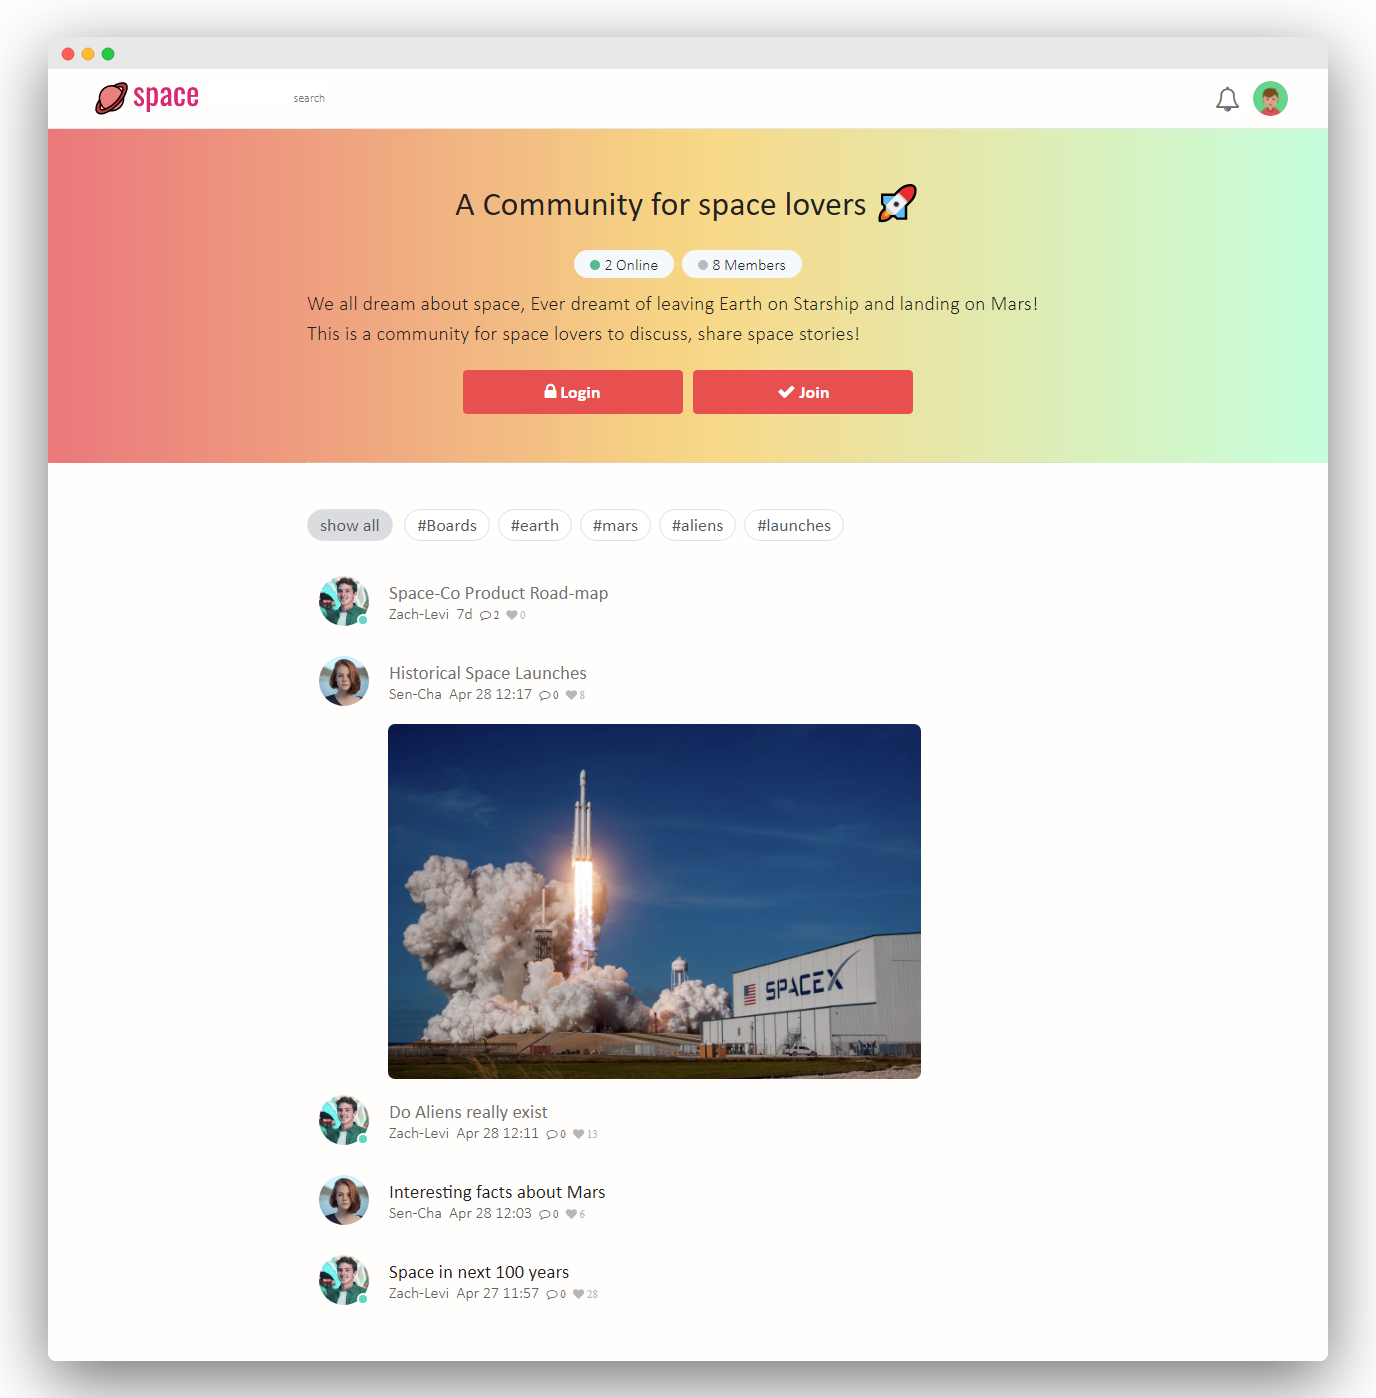 space
search
A Community for space lovers
2 Online
8 Members
We all dream about space, Ever dreamt of leaving Earth on Starship and landing on Mars!
This is a community for space lovers to discuss, share space stories!
Login
Join
show all
#Boards
#earth
#mars
#aliens
#launches
Space-Co Product Road-map
Zach-Levi 7d 2 0
Historical Space Launches
Sen-Cha Apr 28 12:17 0 8
SPACEX
Do Aliens really exist
Zach-Levi Apr 28 12:11 0 13
Interesting facts about Mars
Sen-Cha Apr 28 12:03 0 6
Space in next 100 years
Zach-Levi Apr 27 11:57 0 28